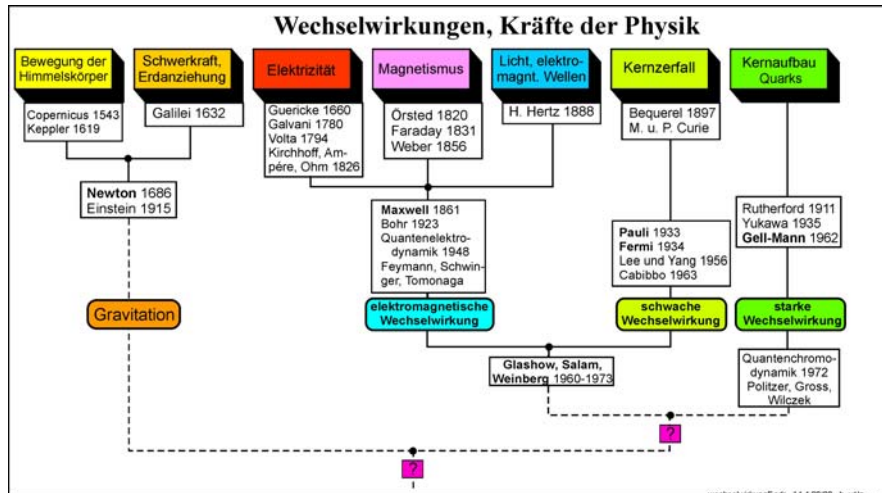 Wechselwirkungen, Kräfte der Physik
Bewegung der
Himmelskörper
Schwerkraft,
Erdanziehung
Elektrizität
Magnetismus
Licht, elektro-
magnt. Wellen
Kernzerfall
Kernaufbau
Quarks
Copernicus 1543
Keppler 1619
Galilei 1632
Guericke 1660
Galvani 1780
Volta 1794
Kirchhoff, Am-
pére, Ohm 1826
Örsted 1820
Faraday 1831
Weber 1856
H. Hertz 1888
Bequerel 1897
M. u. P. Curie
Newton 1686
Einstein 1915
Maxwell 1861
Bohr 1923
Quantenelektro-
dynamik 1948
Feymann, Schwin-
ger, Tomonaga
Pauli 1933
Fermi 1934
Lee und Yang 1956
Cabibbo 1963
Rutherford 1911
Yukawa 1935
Gell-Mann 1962
Gravitation
elektromagnetische
Wechselwirkung
schwache
Wechselwirkung
starke
Wechselwirkung
Glashow, Salam,
Weinberg 1960-1973
Quantenchromo-
dynamik 1972
Politzer, Gross,
Wilczek
?
?